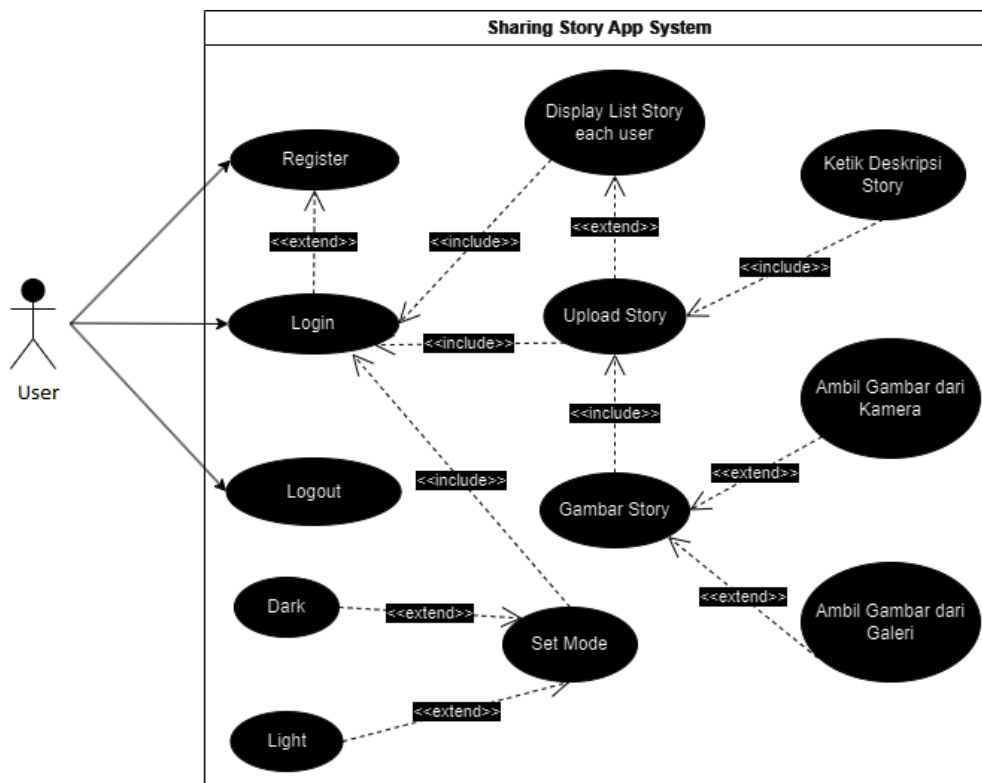 Sharing Story App System
Display List Story
each user
Register
Ketik Deskripsi
Story
<<extend>>
<<include>>
<<extend>>
<<include>>
Login
Upload Story
<<include>>
User
Ambil Gambar dari
Kamera
<<include>>
<<extend>>
<<include>>
Logout
Gambar Story
Dark
<<extend>>
<<extend>>
Ambil Gambar dari
Galeri
Set Mode
<<extend>>
Light